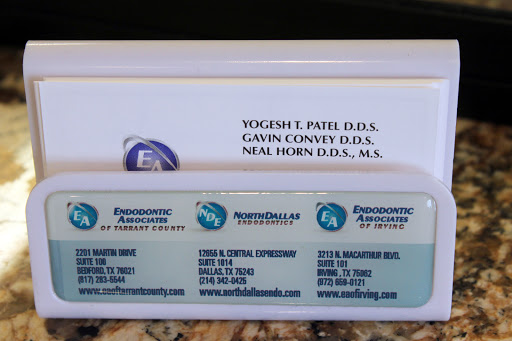 YOGESH T. PATEL D.D.S.
GAVIN CONVEY D.D.S.
NEAL HORN D.D.S., M.S.
EA
EA
ENDODONTIC
ASSOCIATES
OF TARRANT COUNTY
2201 MARTIN DRIVE
SUITE 100
BEDFORD, TX 76021
(817) 283-5544
www.eaoftarrantcounty.com
NDE
NORTHDALLAS
ENDODONTICS
12655 N. CENTRAL EXPRESSWAY
SUITE 1014
DALLAS, TX 75243
(214) 342-0425
www.northdallasendo.com
EA
ENDODONTIC
ASSOCIATES
OF IRVING
3213 N. MACARTHUR BLVD.
SUITE 101
IRVING , TX 75062
(972) 659-0121
www.eaofirving.com